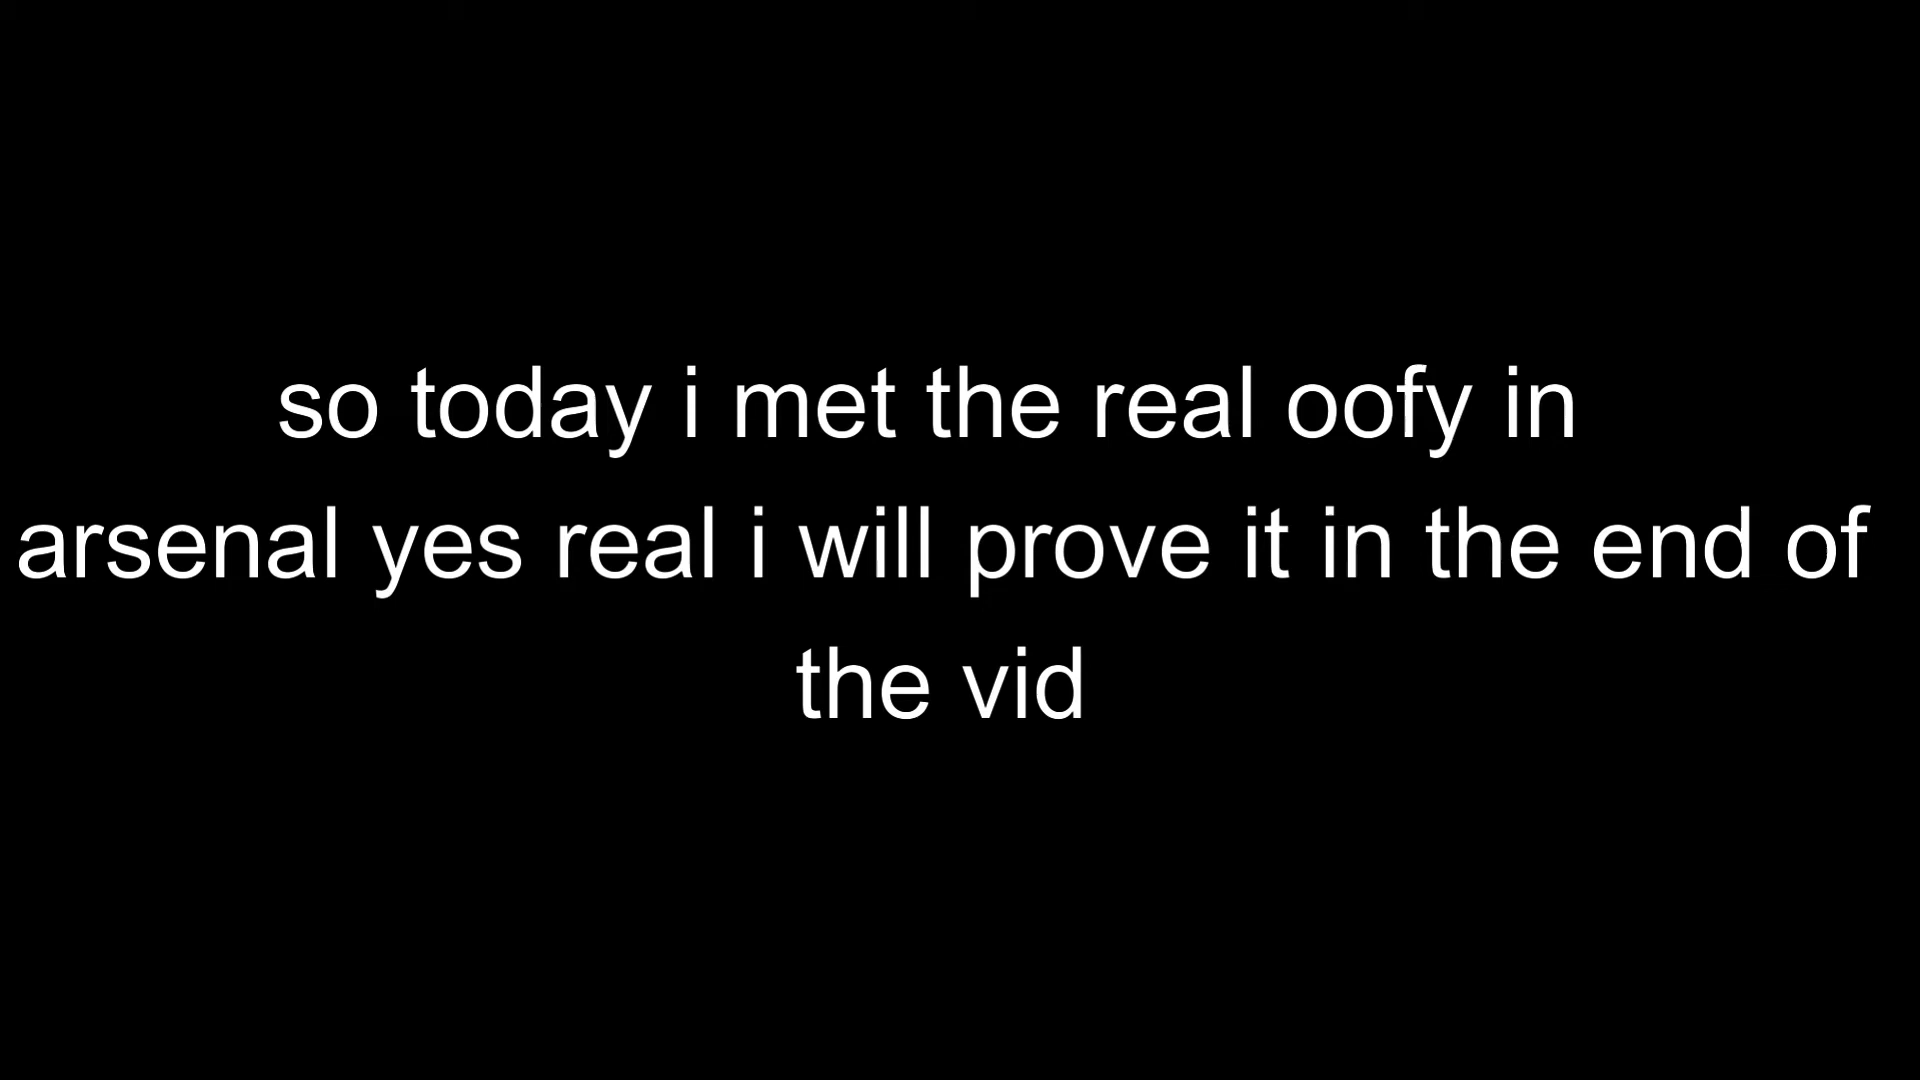 so today i met the real oofy in
arsenal yes real i will prove it in the end of
the vid